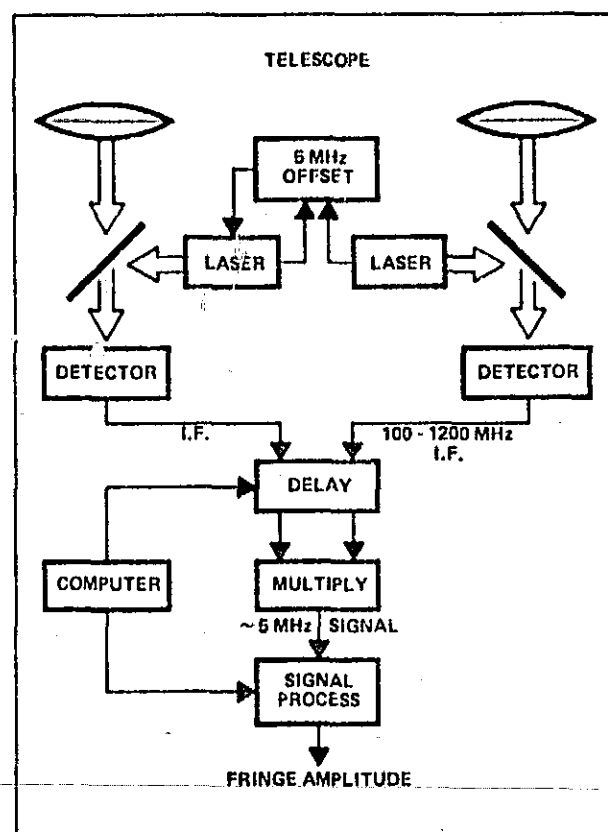 TELESCOPE
6 MHz
OFFSET
LASER LASER
DETECTOR DETECTOR
I.F. 100 - 1200 MHz
I.F.
DELAY
COMPUTER MULTIPLY
~ 5 MHz SIGNAL
SIGNAL
PROCESS
FRINGE AMPLITUDE